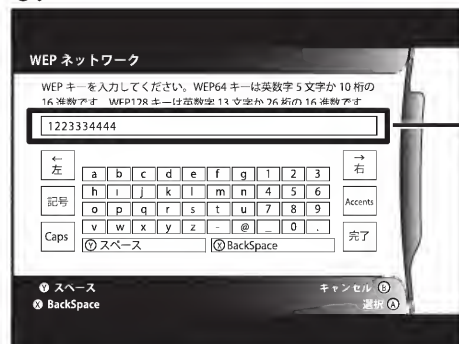 WEP ネットワーク
WEP キーを入力してください。WEP64 キーは英数字 5 文字か 10 桁の
16 進数です。WEP128 キーは英数字 13 文字か 26 桁の 16 進数です
1223334444
← 左
a b c d e f g 1 2 3
→ 右
記号
h i j k l m n 4 5 6
Accents
o p q r s t u 7 8 9
Caps
v w x y z - @ _ 0 .
完了
Ⓨ スペース
Ⓧ BackSpace
Ⓨ スペース
キャンセル Ⓑ
Ⓧ BackSpace
選択 Ⓐ